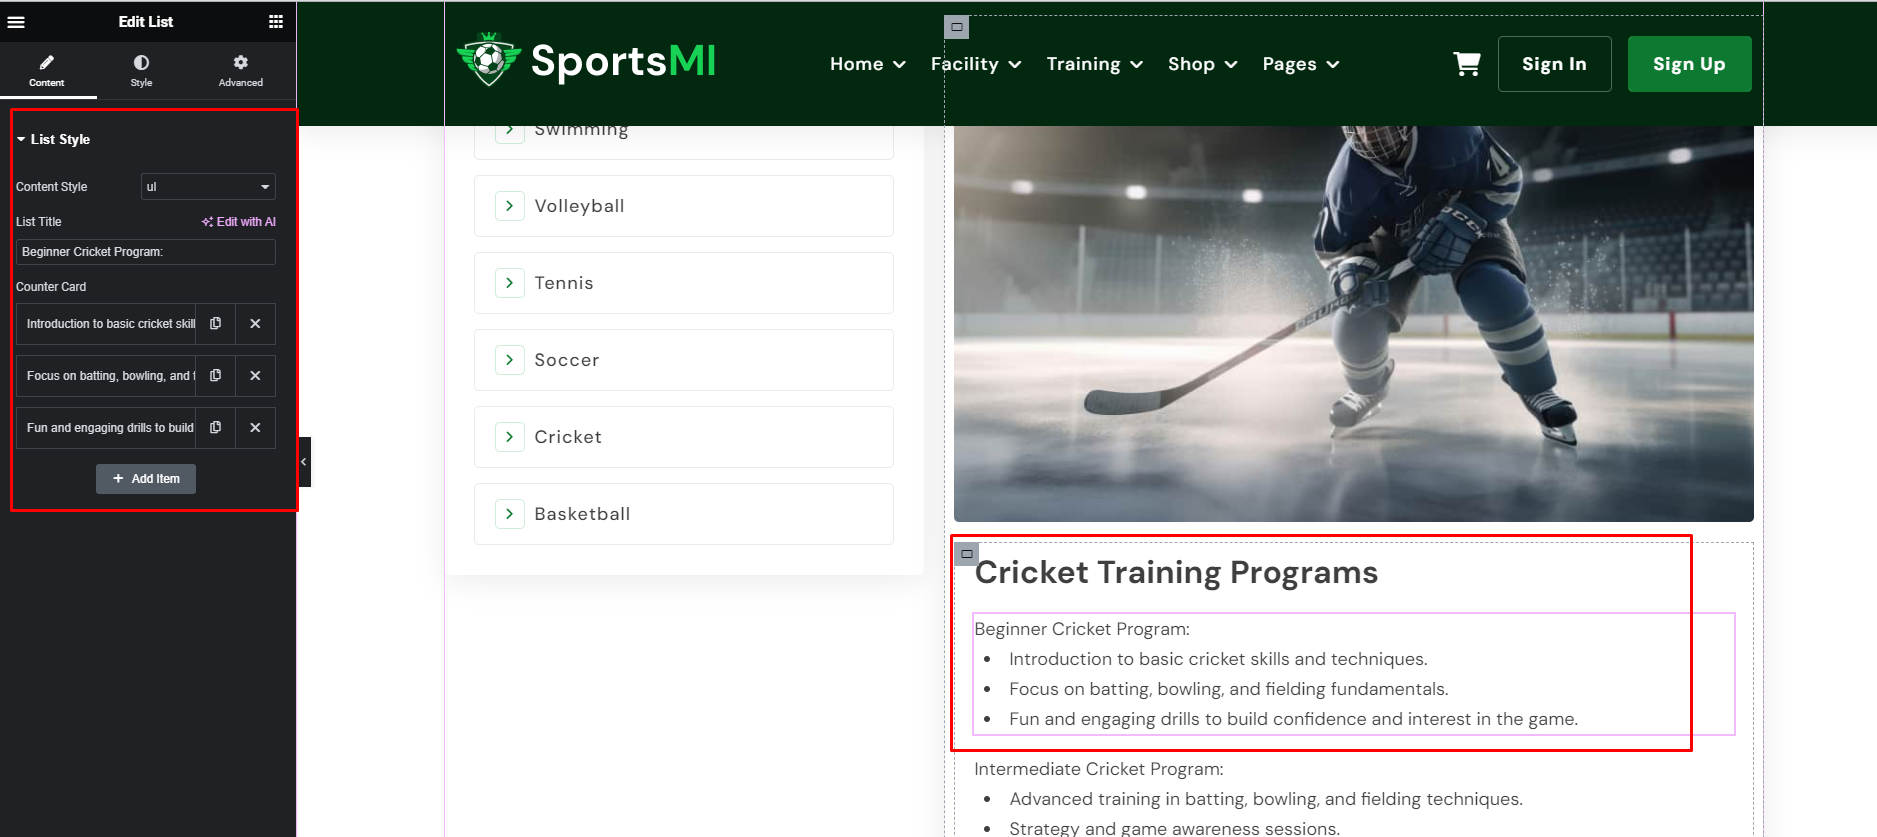 Edit List
Content
Style
Advanced
List Style
Content Style
ul
List Title
Edit with AI
Beginner Cricket Program:
Counter Card
Introduction to basic cricket skill
Focus on batting, bowling, and f
Fun and engaging drills to build
Add Item
SportsMI
Home
Facility
Training
Shop
Pages
Sign In
Sign Up
Swimming
Volleyball
Tennis
Soccer
Cricket
Basketball
Cricket Training Programs
Beginner Cricket Program:
Introduction to basic cricket skills and techniques.
Focus on batting, bowling, and fielding fundamentals.
Fun and engaging drills to build confidence and interest in the game.
Intermediate Cricket Program:
Advanced training in batting, bowling, and fielding techniques.
Strategy and game awareness sessions.